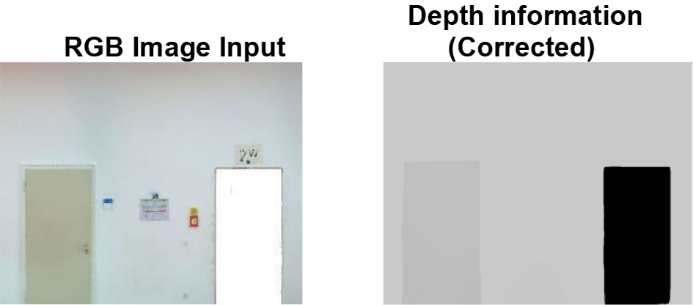 RGB Image Input
Depth information
(Corrected)